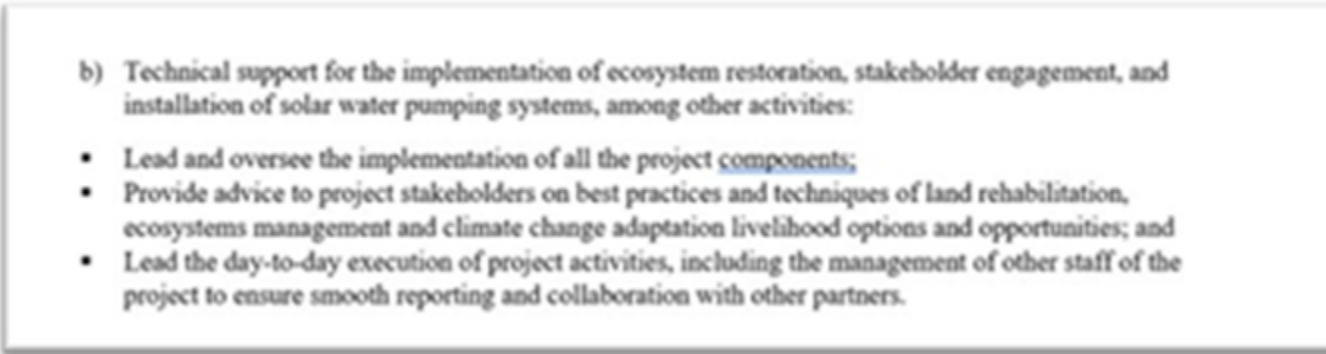 b) Technical support for the implementation of ecosystem restoration, stakeholder engagement, and
installation of solar water pumping systems, among other activities:
▪ Lead and oversee the implementation of all the project components;
▪ Provide advice to project stakeholders on best practices and techniques of land rehabilitation,
ecosystems management and climate change adaptation livelihood options and opportunities; and
▪ Lead the day-to-day execution of project activities, including the management of other staff of the
project to ensure smooth reporting and collaboration with other partners.